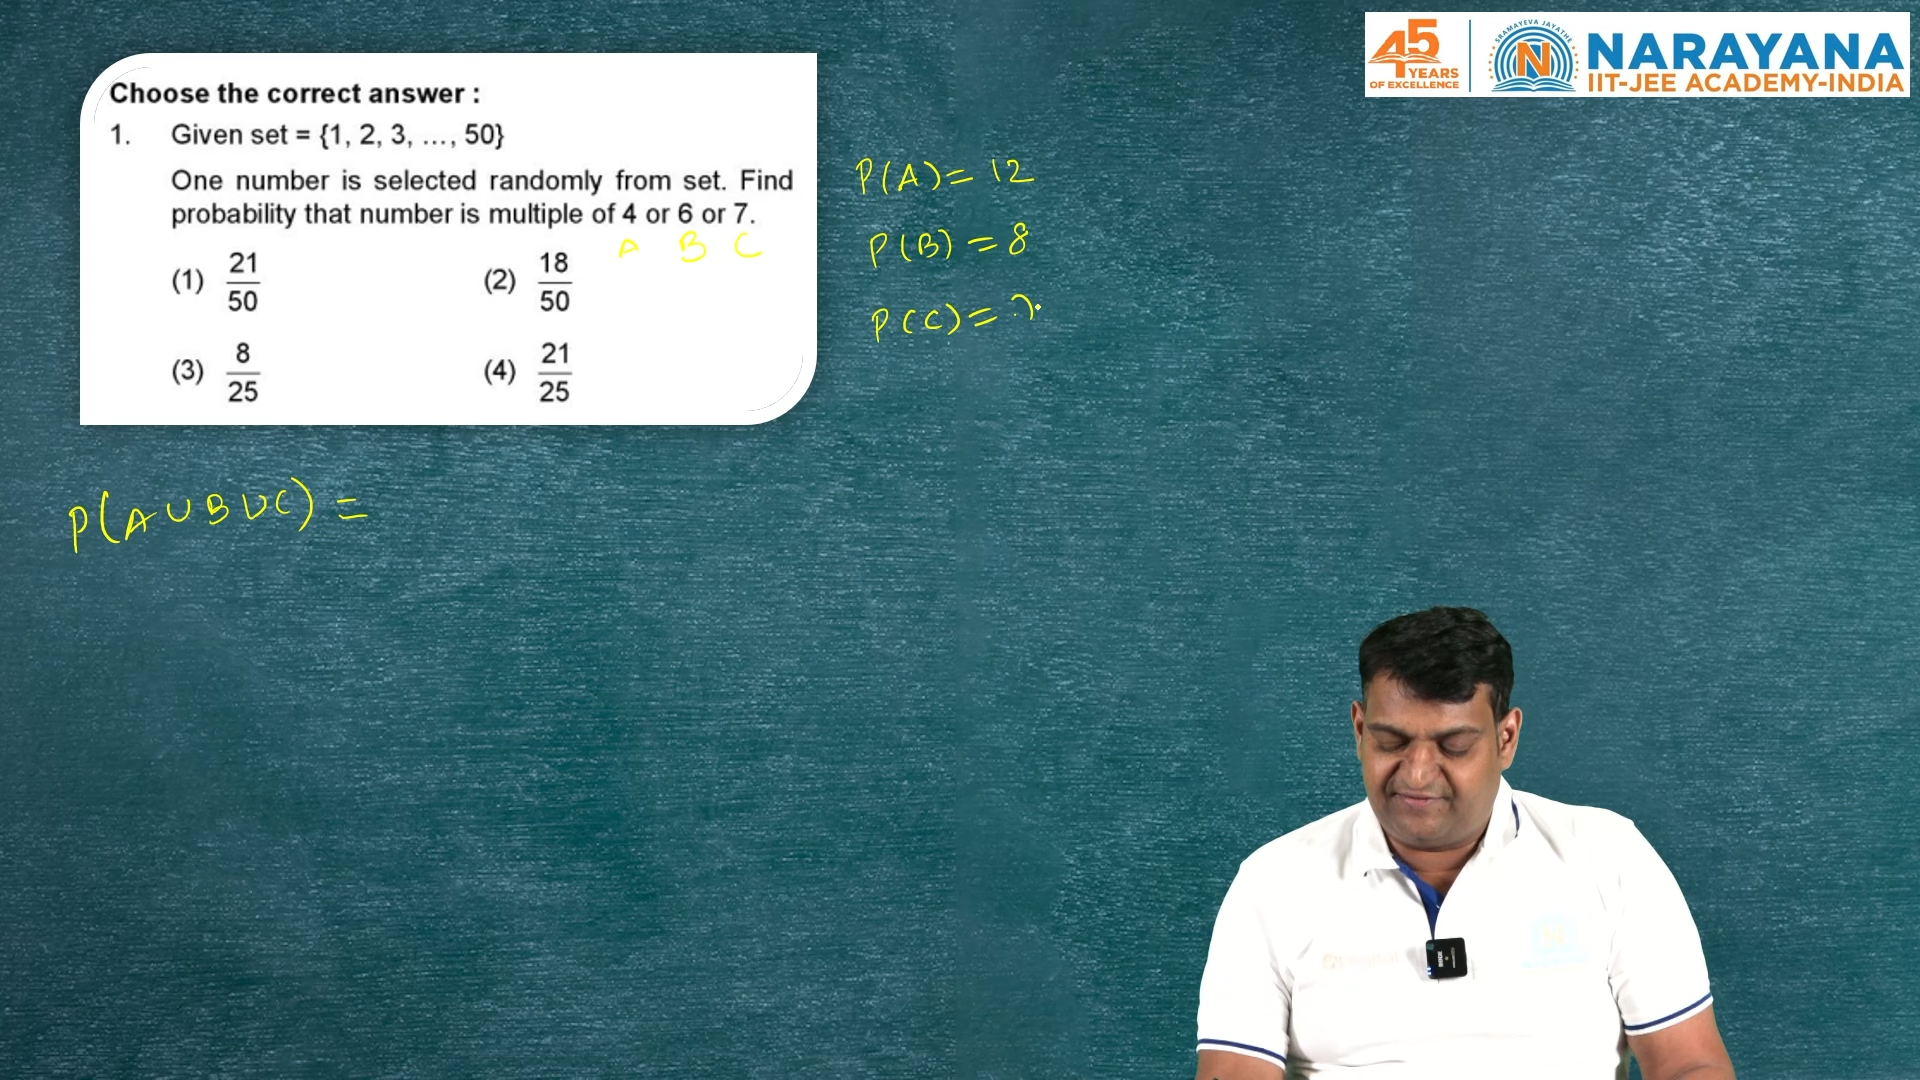 45
YEARS
OF EXCELLENCE
SRAMAYEVA JAYATHE
N
NARAYANA
IIT-JEE ACADEMY-INDIA
Choose the correct answer :
1. Given set = {1, 2, 3, ..., 50}
One number is selected randomly from set. Find
probability that number is multiple of 4 or 6 or 7.
A B C
(1) 21/50 (2) 18/50
(3) 8/25 (4) 21/25
P(A) = 12
P(B) = 8
P(C) =
P(A∪B∪C) =